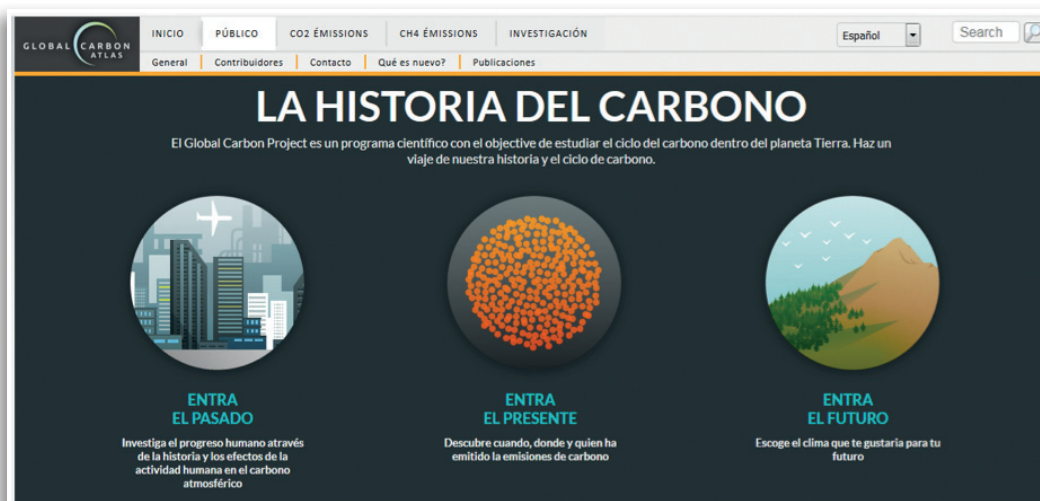 GLOBAL CARBON
ATLAS
INICIO PÚBLICO CO2 ÉMISSIONS CH4 ÉMISSIONS INVESTIGACIÓN
Español
Search
General Contribuidores Contacto Qué es nuevo? Publicaciones
LA HISTORIA DEL CARBONO
El Global Carbon Project es un programa científico con el objective de estudiar el ciclo del carbono dentro del planeta Tierra. Haz un
viaje de nuestra historia y el ciclo de carbono.
ENTRA
EL PASADO
Investiga el progreso humano através
de la historia y los efectos de la
actividad humana en el carbono
atmosférico
ENTRA
EL PRESENTE
Descubre cuando, donde y quien ha
emitido la emisiones de carbono
ENTRA
EL FUTURO
Escoge el clima que te gustaria para tu
futuro